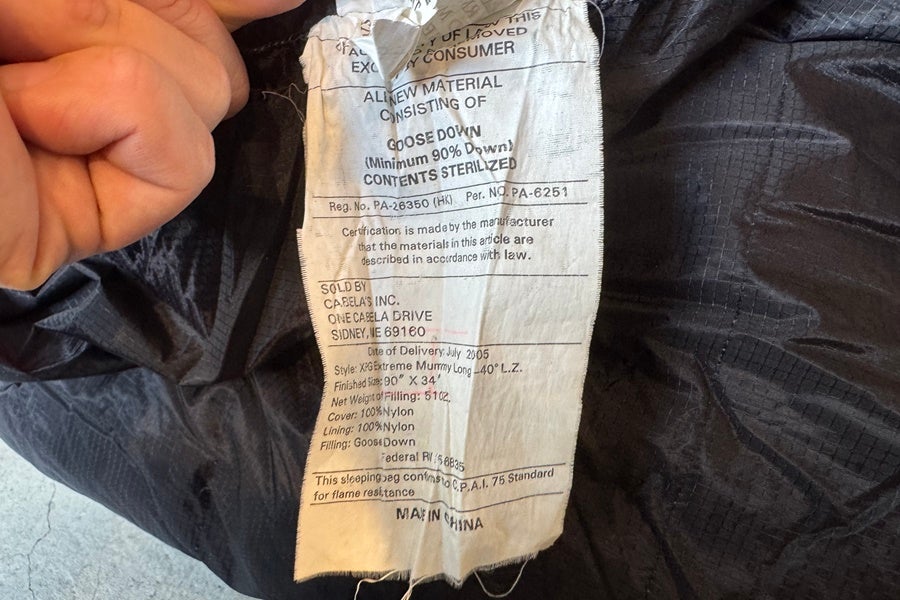 THIS
OF MOVED
CONSUMER
ALL NEW MATERIAL
CONSISTING OF
GOOSE DOWN
(Minimum 90% Down)
CONTENTS STERILIZED
Reg. No. PA-26350 (HK) Per. NO. PA-6251
Certification is made by the manufacturer
that the materials in this article are
described in accordance with law.
SOLD BY
CABELA'S INC.
ONE CABELA DRIVE
SIDNEY, NE 69160
Date of Delivery: July 2005
Style: XPG Extreme Mummy Long -40° L.Z.
Finished Size: 90" X 34"
Net Weight of Filling: 51OZ.
Cover: 100% Nylon
Lining: 100% Nylon
Filling: Goose Down
Federal
This sleeping bag conforms to C.P.A.I. 75 Standard
for flame resistance
MADE IN CHINA